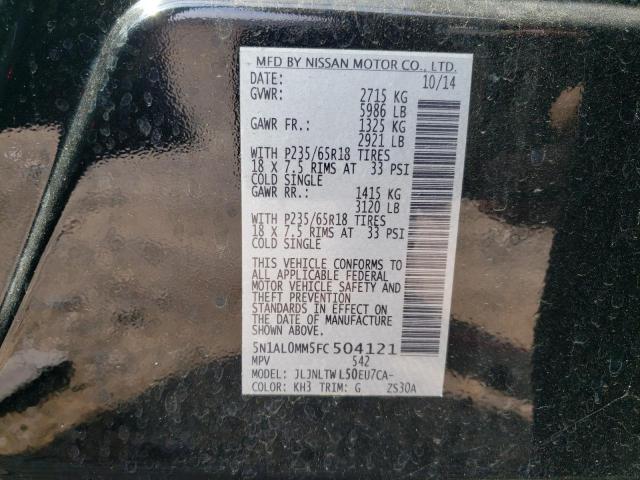 MFD BY NISSAN MOTOR CO., LTD.
DATE: 10/14
GVWR: 2715 KG
5986 LB
GAWR FR.: 1325 KG
2921 LB
WITH P235/65R18 TIRES
18 X 7.5 RIMS AT 33 PSI
COLD SINGLE
GAWR RR.: 1415 KG
3120 LB
WITH P235/65R18 TIRES
18 X 7.5 RIMS AT 33 PSI
COLD SINGLE
THIS VEHICLE CONFORMS TO
ALL APPLICABLE FEDERAL
MOTOR VEHICLE SAFETY AND
THEFT PREVENTION
STANDARDS IN EFFECT ON
THE DATE OF MANUFACTURE
SHOWN ABOVE.
5N1AL0MM5FC504121
MPV 542
MODEL: JLJNLTWL50EU7CA-
COLOR: KH3 TRIM: G ZS30A